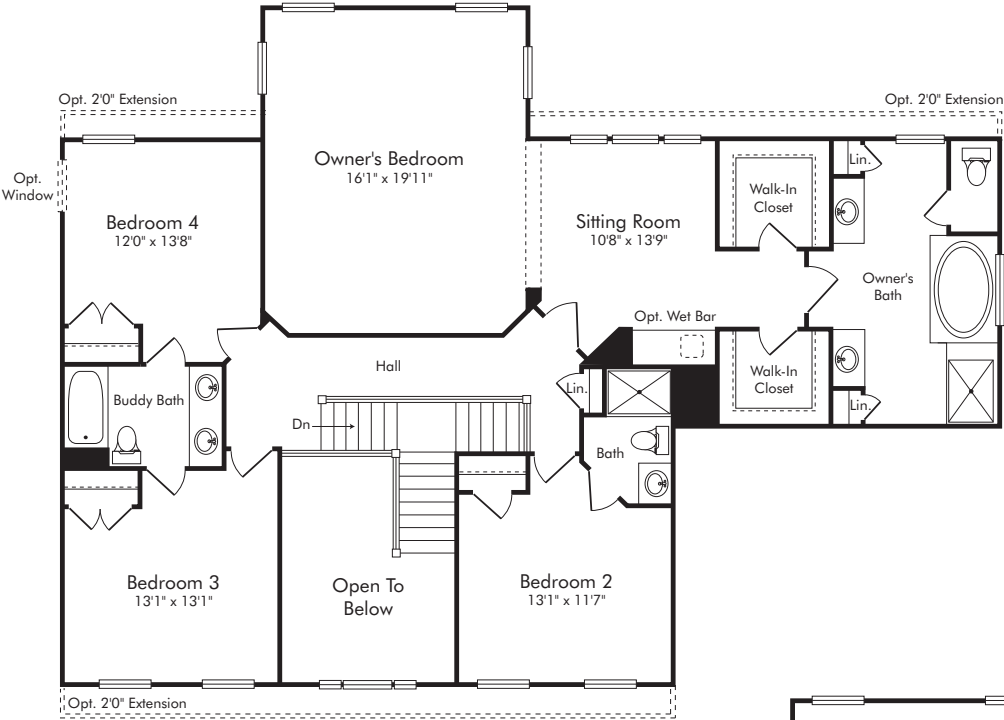 Opt. 2'0" Extension
Opt. 2'0" Extension
Opt.
Window
Owner's Bedroom
16'1" x 19'11"
Lin.
Walk-In
Closet
Bedroom 4
12'0" x 13'8"
Sitting Room
10'8" x 13'9"
Owner's
Bath
Opt. Wet Bar
Hall
Walk-In
Closet
Buddy Bath
Lin.
Lin.
Dn
Bath
Bedroom 3
13'1" x 13'1"
Open To
Below
Bedroom 2
13'1" x 11'7"
Opt. 2'0" Extension